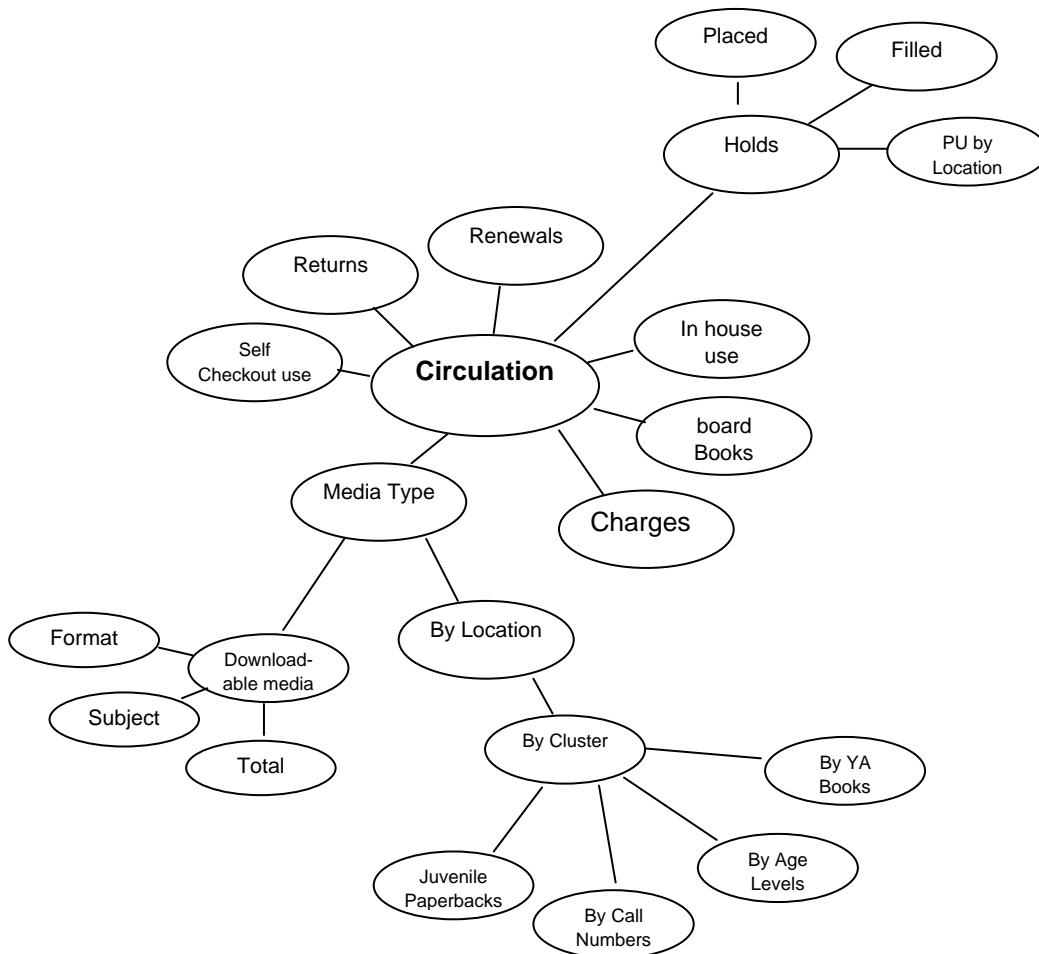 Placed
Filled
Holds
PU by
Location
Renewals
Returns
In house
use
Self
Checkout use
Circulation
board
Books
Media Type
Charges
By Location
Format
Download-
able media
Subject
Total
By Cluster
By YA
Books
By Age
Levels
Juvenile
Paperbacks
By Call
Numbers